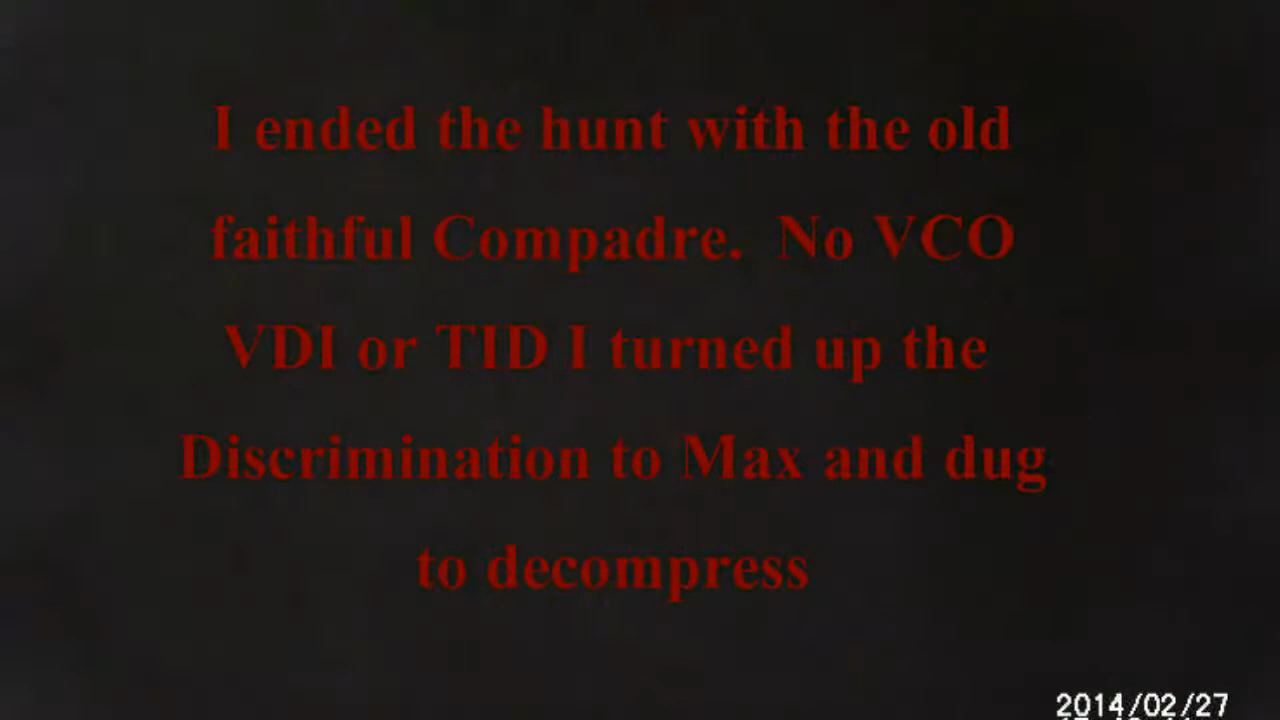 I ended the hunt with the old
faithful Compadre. No VCO
VDI or TID I turned up the
Discrimination to Max and dug
to decompress
2014/02/27